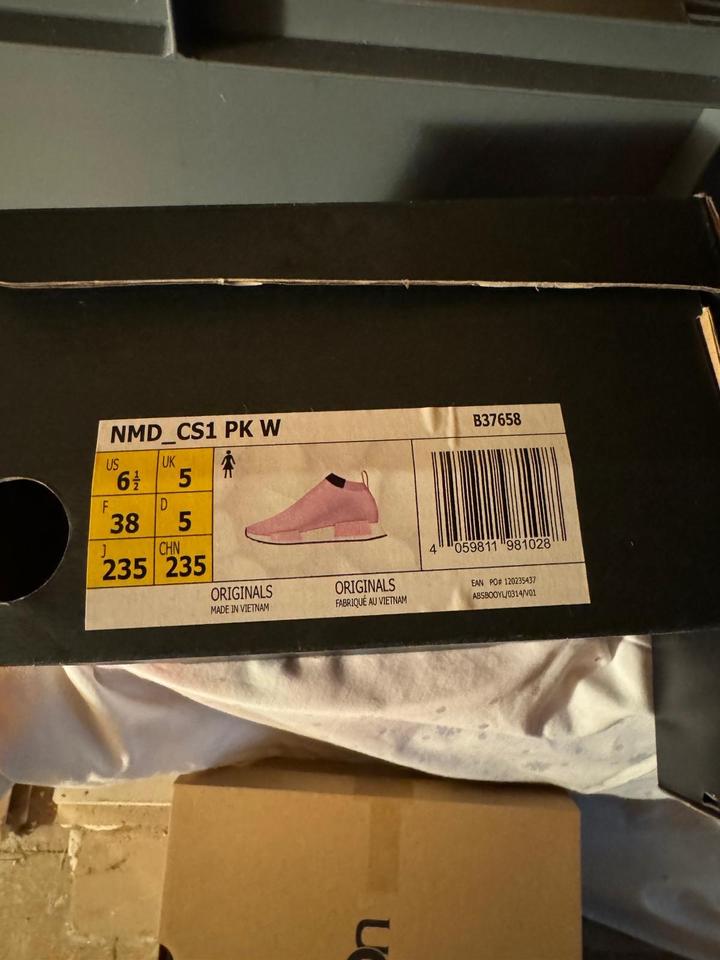 NMD_CS1 PK W
B37658
US 6½
UK 5
F 38
D 5
J 235
CHN 235
4 059811 981028
ORIGINALS
MADE IN VIETNAM
ORIGINALS
FABRIQUÉ AU VIETNAM
EAN PO# 120235437
ABSBOOYL/0314/V01
on